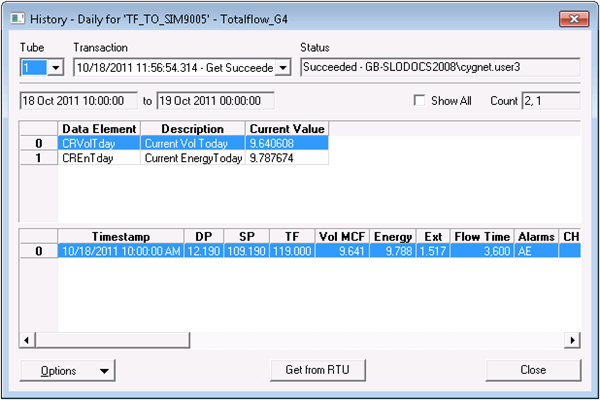 History - Daily for 'TF_TO_SIM9005' - Totalflow_G4
Tube Transaction Status
1 10/18/2011 11:56:54.314 - Get Succeede Succeeded - GB-SLODOCS2008\cygnet.user3
18 Oct 2011 10:00:00 to 19 Oct 2011 00:00:00 Show All Count 2, 1
Data Element Description Current Value
0 CRVolTday Current Vol Today 9.640608
1 CREnTday Current EnergyToday 9.787674
Timestamp DP SP TF Vol MCF Energy Ext Flow Time Alarms CH
0 10/18/2011 10:00:00 AM 12.190 109.190 119.000 9.641 9.788 1.517 3,600 AE
Options Get from RTU Close